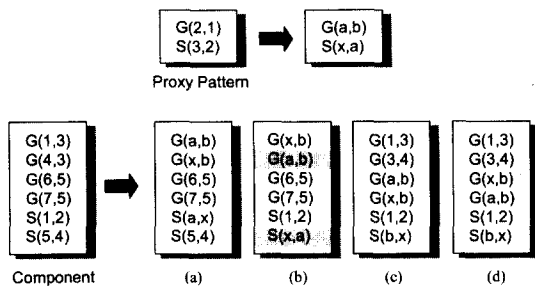 G(2,1)
S(3,2)
G(a,b)
S(x,a)
Proxy Pattern
G(1,3)
G(4,3)
G(6,5)
G(7,5)
S(1,2)
S(5,4)
Component
G(a,b)
G(x,b)
G(6,5)
G(7,5)
S(a,x)
S(5,4)
(a)
G(x,b)
G(a,b)
G(6,5)
G(7,5)
S(1,2)
S(x,a)
(b)
G(1,3)
G(3,4)
G(a,b)
G(x,b)
S(1,2)
S(b,x)
(c)
G(1,3)
G(3,4)
G(x,b)
G(a,b)
S(1,2)
S(b,x)
(d)